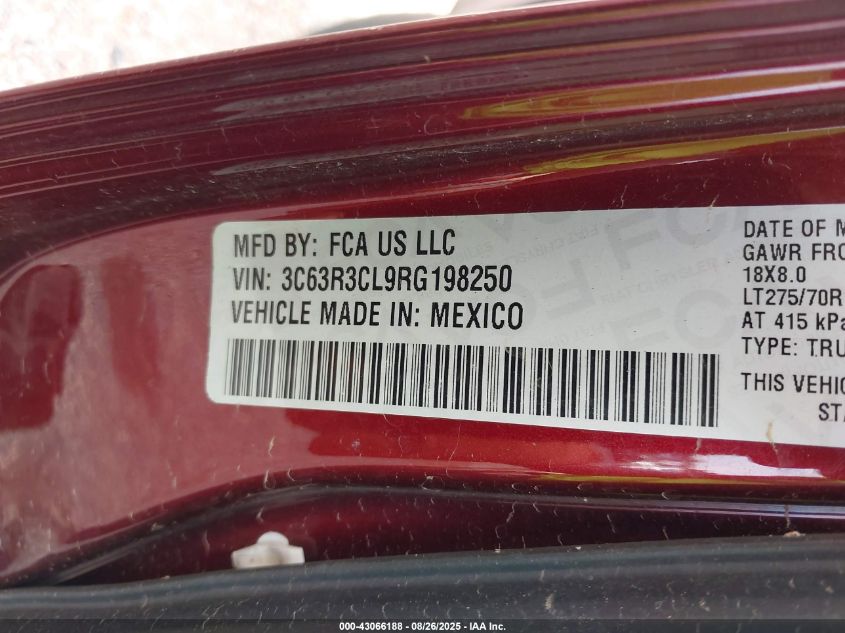 MFD BY: FCA US LLC
VIN: 3C63R3CL9RG198250
VEHICLE MADE IN: MEXICO
DATE OF M
GAWR FRO
18X8.0
LT275/70R
AT 415 kPa
TYPE: TRU
THIS VEHIC
STA
000-43066188 - 08/26/2025 - IAA Inc.